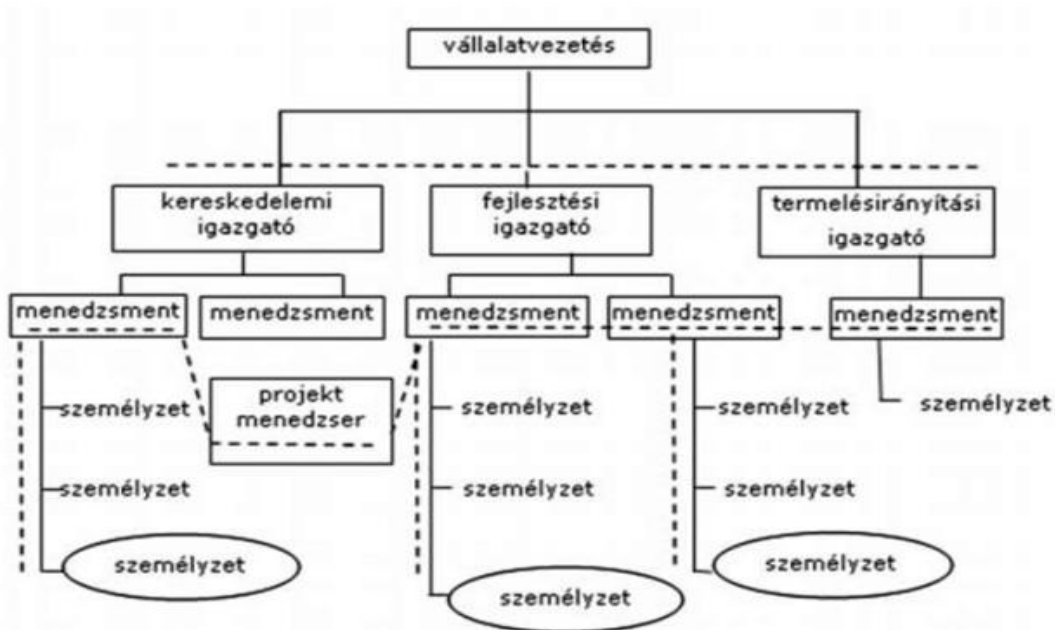 vállalatvezetés
kereskedelemi
igazgató
fejlesztési
igazgató
termelésirányítási
igazgató
menedzsment
menedzsment
menedzsment
menedzsment
menedzsment
projekt
menedzser
személyzet
személyzet
személyzet
személyzet
személyzet
személyzet
személyzet
személyzet
személyzet
személyzet